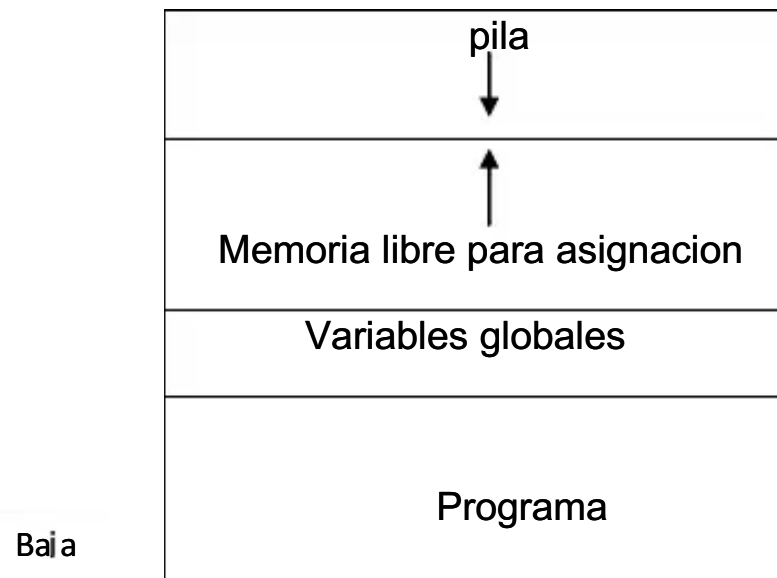 pila
Memoria libre para asignacion
Variables globales
Programa
Baja